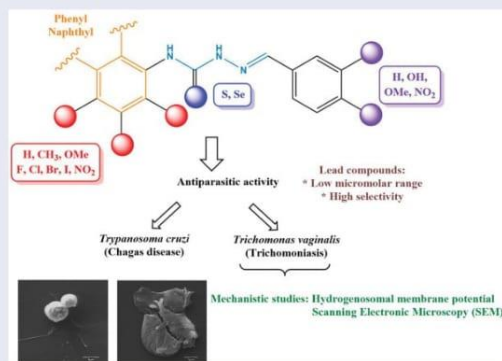 Phenyl
Naphthyl
H
N
H
N
N
S, Se
H, OH,
OMe, NO2
H, CH3, OMe
F, Cl, Br, I, NO2
Lead compounds:
* Low micromolar range
* High selectivity
Antiparasitic activity
Trypanosoma cruzi
(Chagas disease)
Trichomonas vaginalis
(Trichomoniasis)
Mechanistic studies: Hydrogenosomal membrane potential
Scanning Electronic Microscopy (SEM)